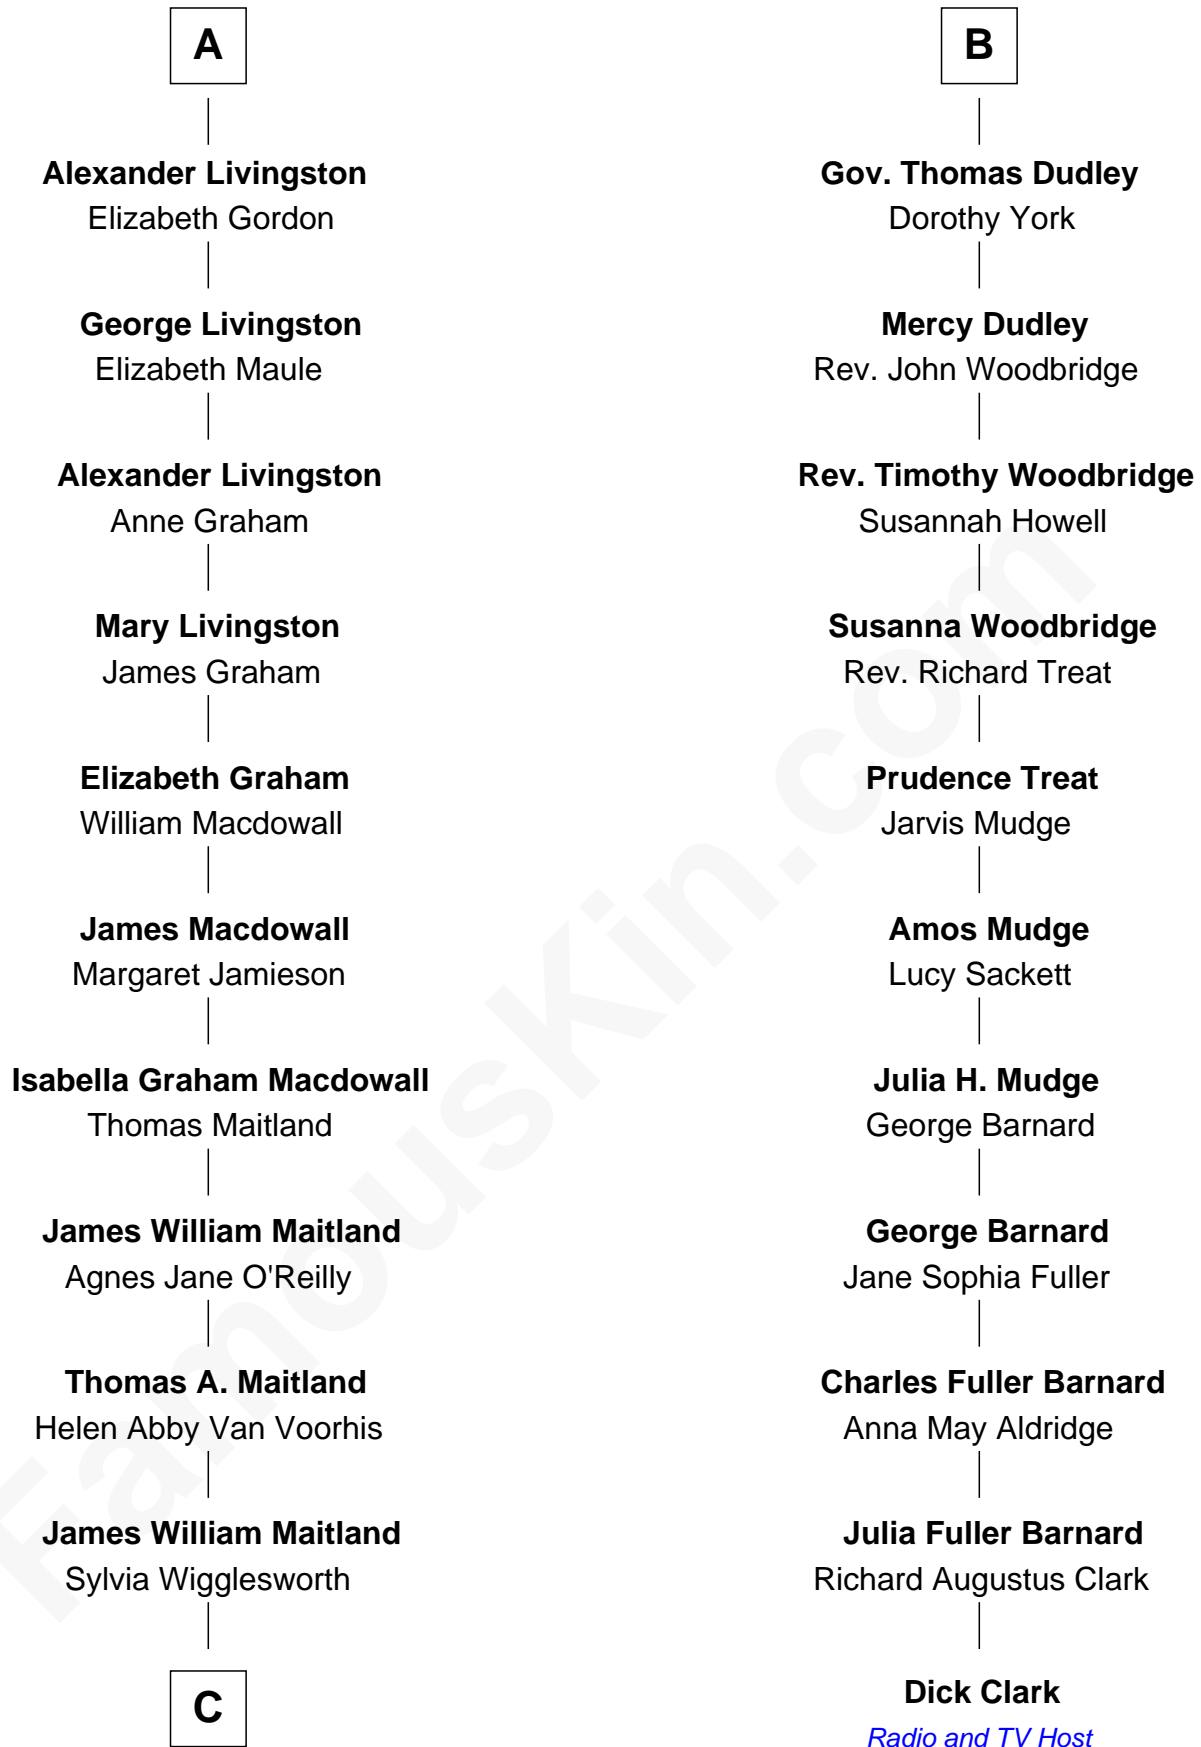 A
Alexander Livingston
Elizabeth Gordon
George Livingston
Elizabeth Maule
Alexander Livingston
Anne Graham
Mary Livingston
James Graham
Elizabeth Graham
William Macdowall
James Macdowall
Margaret Jamieson
Isabella Graham Macdowall
Thomas Maitland
James William Maitland
Agnes Jane O'Reilly
Thomas A. Maitland
Helen Abby Van Voorhis
James William Maitland
Sylvia Wigglesworth
C
B
Gov. Thomas Dudley
Dorothy York
Mercy Dudley
Rev. John Woodbridge
Rev. Timothy Woodbridge
Susannah Howell
Susanna Woodbridge
Rev. Richard Treat
Prudence Treat
Jarvis Mudge
Amos Mudge
Lucy Sackett
Julia H. Mudge
George Barnard
George Barnard
Jane Sophia Fuller
Charles Fuller Barnard
Anna May Aldridge
Julia Fuller Barnard
Richard Augustus Clark
Dick Clark
Radio and TV Host
FamousKin.com